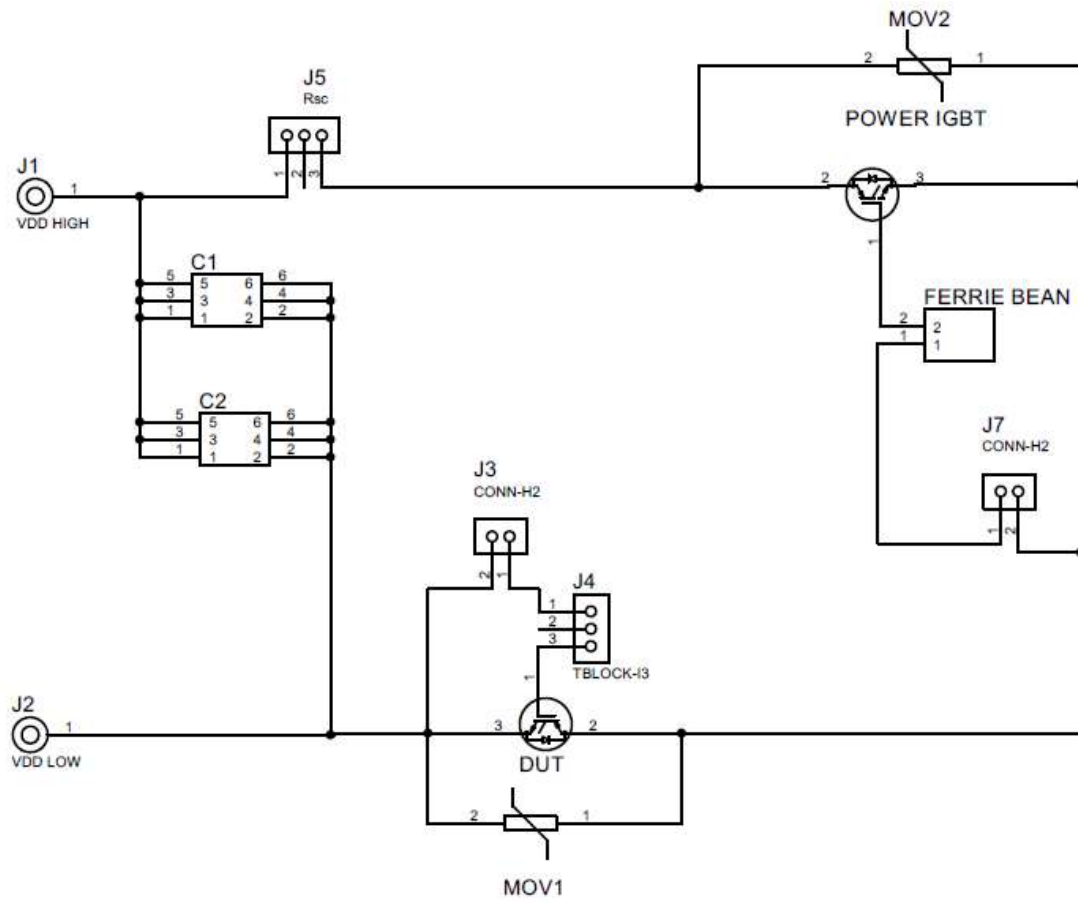 MOV2
2 1
POWER IGBT
J5
Rsc
1 2 3
J1
1
VDD HIGH
2 3
1
C1
5 5 6 6
3 3 4 4
1 1 2 2
FERRIE BEAN
2 2
1 1
C2
5 5 6 6
3 3 4 4
1 1 2 2
J7
CONN-H2
1 2
J3
CONN-H2
2 1
J4
1
2
3
TBLOCK-I3
1
J2
1
VDD LOW
3 2
DUT
2 1
MOV1